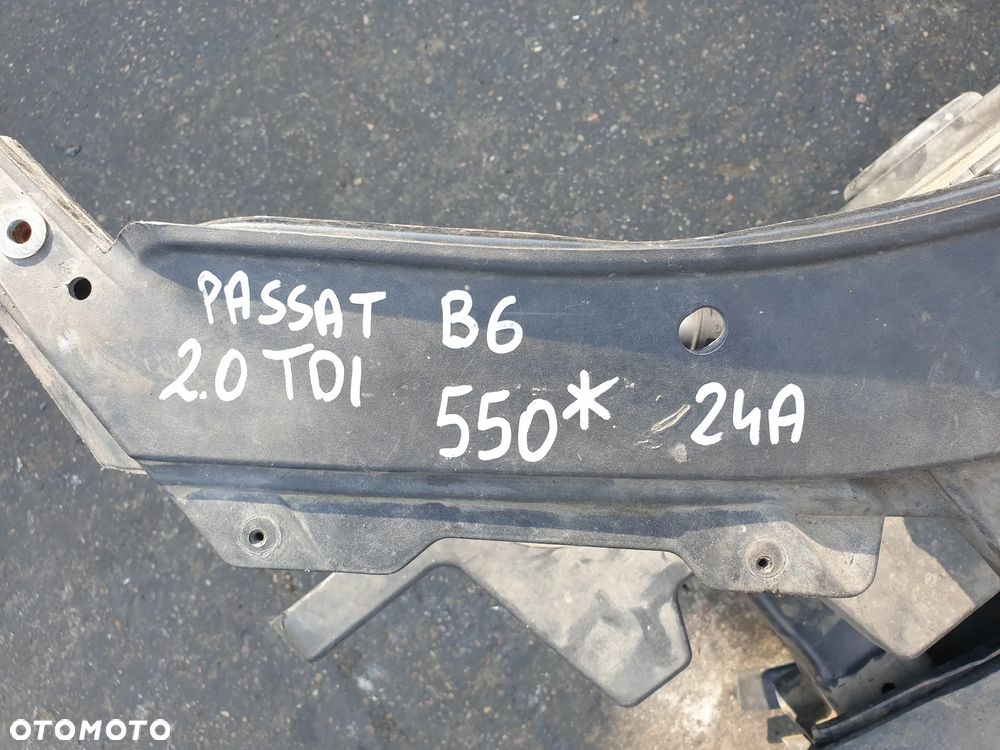 PASSAT B6
2.0 TDI 550* 24A
OTOMOTO